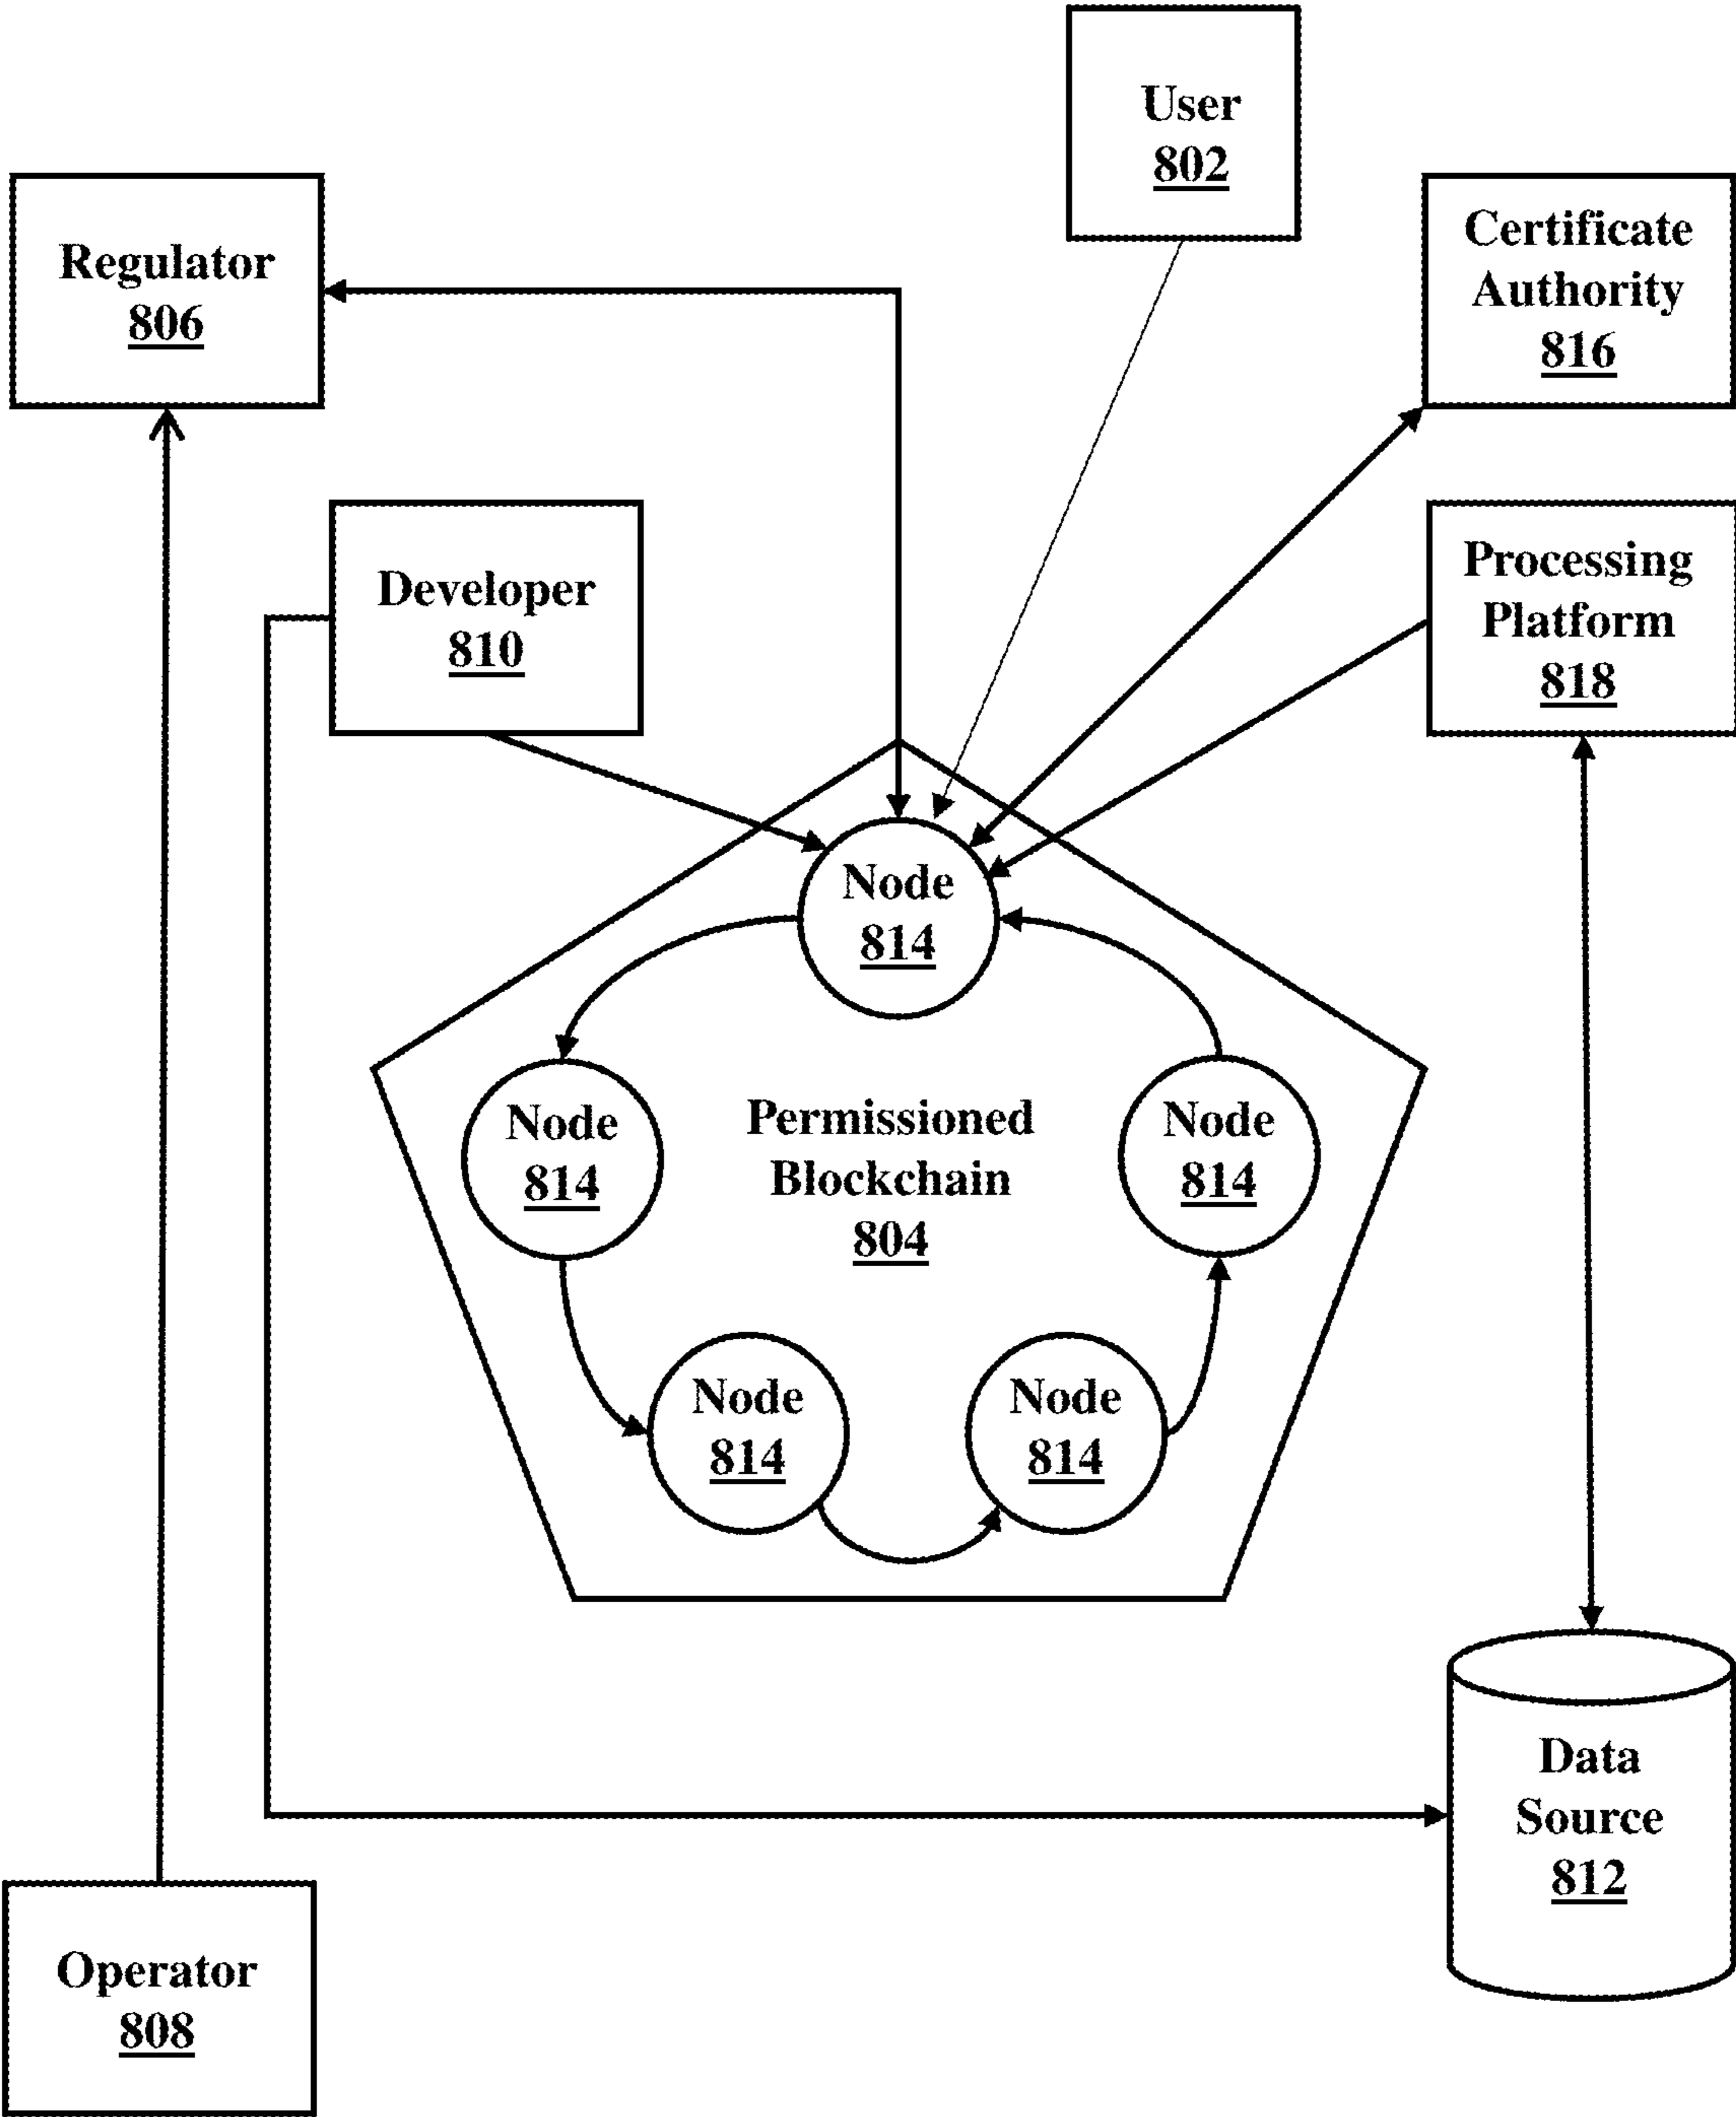 User
802
Regulator
806
Certificate
Authority
816
Developer
810
Processing
Platform
818
Node
814
Node
814
Permissioned
Blockchain
804
Node
814
Node
814
Node
814
Data
Source
812
Operator
808